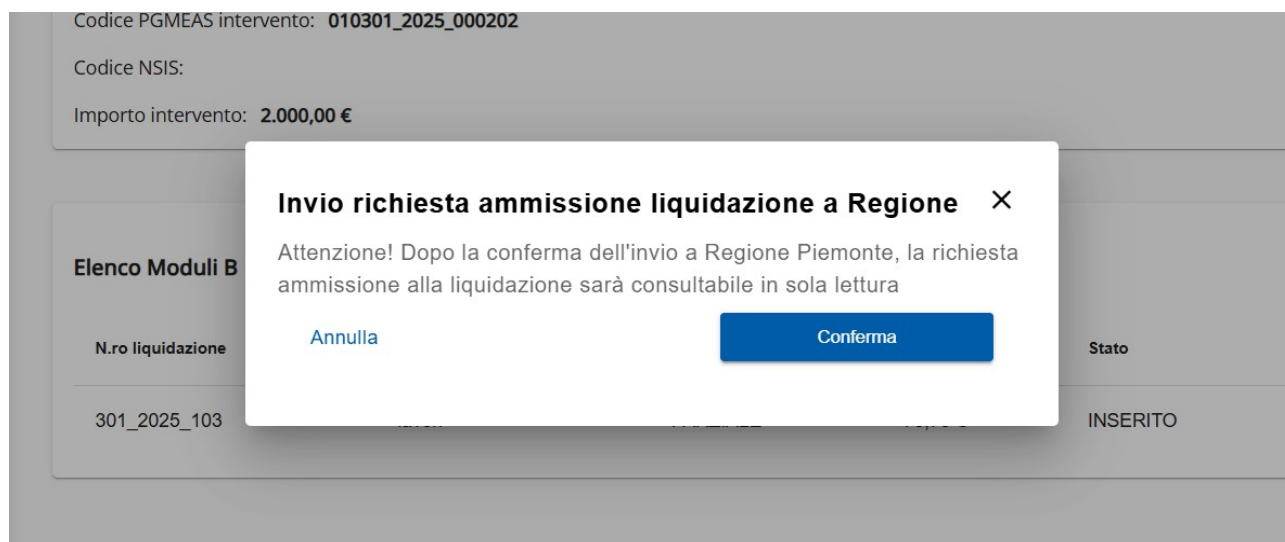 Codice PGMEAS intervento: 010301_2025_000202
Codice NSIS:
Importo intervento: 2.000,00 €
Invio richiesta ammissione liquidazione a Regione
Attenzione! Dopo la conferma dell'invio a Regione Piemonte, la richiesta
ammissione alla liquidazione sarà consultabile in sola lettura
Annulla Conferma
Elenco Moduli B
N.ro liquidazione Stato
301_2025_103 INSERITO